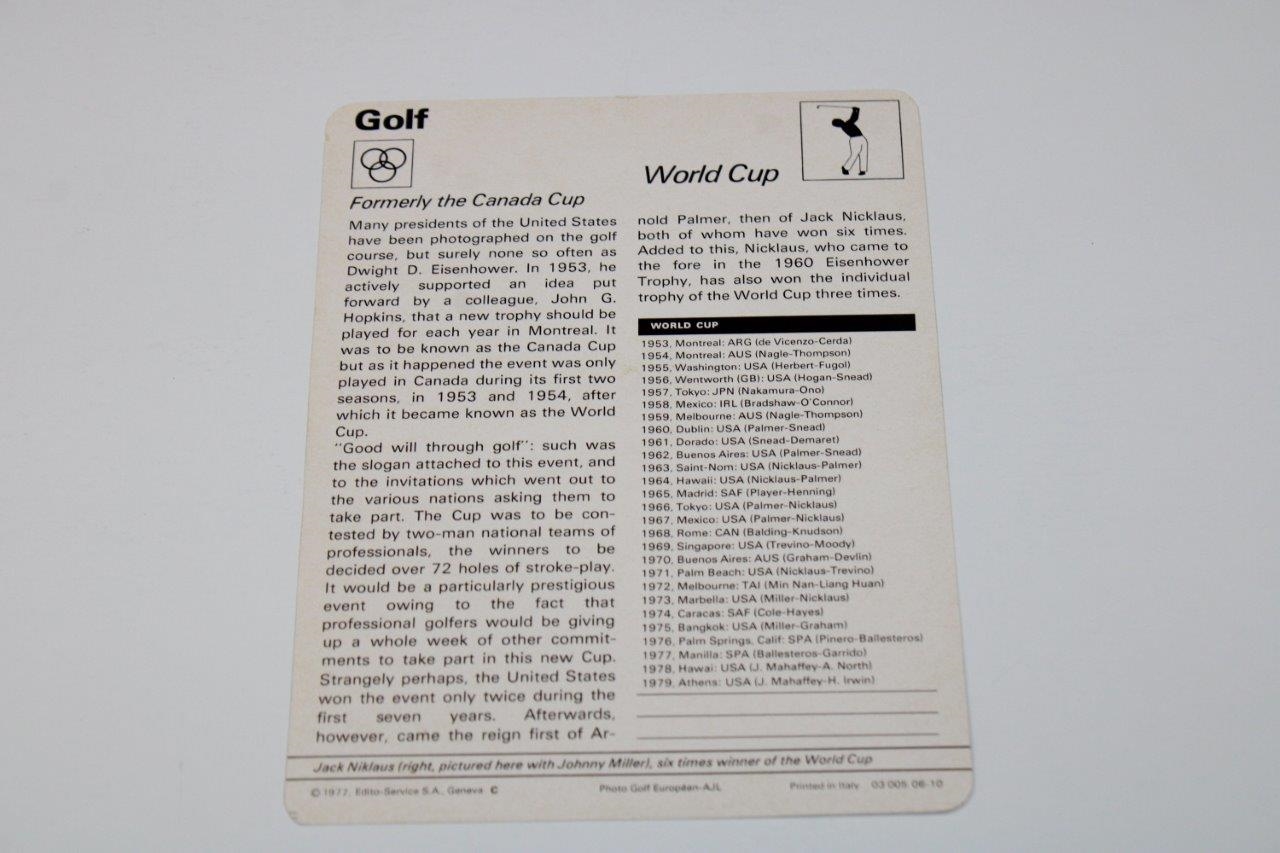 Golf
World Cup
Formerly the Canada Cup
Many presidents of the United States
have been photographed on the golf
course, but surely none so often as
Dwight D. Eisenhower. In 1953, he
actively supported an idea put
forward by a colleague, John G.
Hopkins, that a new trophy should be
played for each year in Montreal. It
was to be known as the Canada Cup
but as it happened the event was only
played in Canada during its first two
seasons, in 1953 and 1954, after
which it became known as the World
Cup.
"Good will through golf": such was
the slogan attached to this event, and
to the invitations which went out to
the various nations asking them to
take part. The Cup was to be con-
tested by two-man national teams of
professionals, the winners to be
decided over 72 holes of stroke-play.
It would be a particularly prestigious
event owing to the fact that
professional golfers would be giving
up a whole week of other commit-
ments to take part in this new Cup.
Strangely perhaps, the United States
won the event only twice during the
first seven years. Afterwards,
however, came the reign first of Ar-
nold Palmer, then of Jack Nicklaus,
both of whom have won six times.
Added to this, Nicklaus, who came to
the fore in the 1960 Eisenhower
Trophy, has also won the individual
trophy of the World Cup three times.
WORLD CUP
1953, Montreal: ARG (de Vicenzo-Cerda)
1954, Montreal: AUS (Nagle-Thompson)
1955, Washington: USA (Herbert-Fugol)
1956, Wentworth (GB): USA (Hogan-Snead)
1957, Tokyo: JPN (Nakamura-Ono)
1958, Mexico: IRL (Bradshaw-O'Connor)
1959, Melbourne: AUS (Nagle-Thompson)
1960, Dublin: USA (Palmer-Snead)
1961, Dorado: USA (Snead-Demaret)
1962, Buenos Aires: USA (Palmer-Snead)
1963, Saint-Nom: USA (Nicklaus-Palmer)
1964, Hawaii: USA (Nicklaus-Palmer)
1965, Madrid: SAF (Player-Henning)
1966, Tokyo: USA (Palmer-Nicklaus)
1967, Mexico: USA (Palmer-Nicklaus)
1968, Rome: CAN (Balding-Knudson)
1969, Singapore: USA (Trevino-Moody)
1970, Buenos Aires: AUS (Graham-Devlin)
1971, Palm Beach: USA (Nicklaus-Trevino)
1972, Melbourne: TAI (Min Nan-Liang Huan)
1973, Marbella: USA (Miller-Nicklaus)
1974, Caracas: SAF (Cole-Hayes)
1975, Bangkok: USA (Miller-Graham)
1976, Palm Springs, Calif: SPA (Pinero-Ballesteros)
1977, Manilla: SPA (Ballesteros-Garrido)
1978, Hawai: USA (J. Mahaffey-A. North)
1979, Athens: USA (J. Mahaffey-H. Irwin)
Jack Niklaus (right, pictured here with Johnny Miller), six times winner of the World Cup
© 1977, Edito-Service S.A., Geneva C Photo Golf Européen-AJL Printed in Italy 03 005 06-10